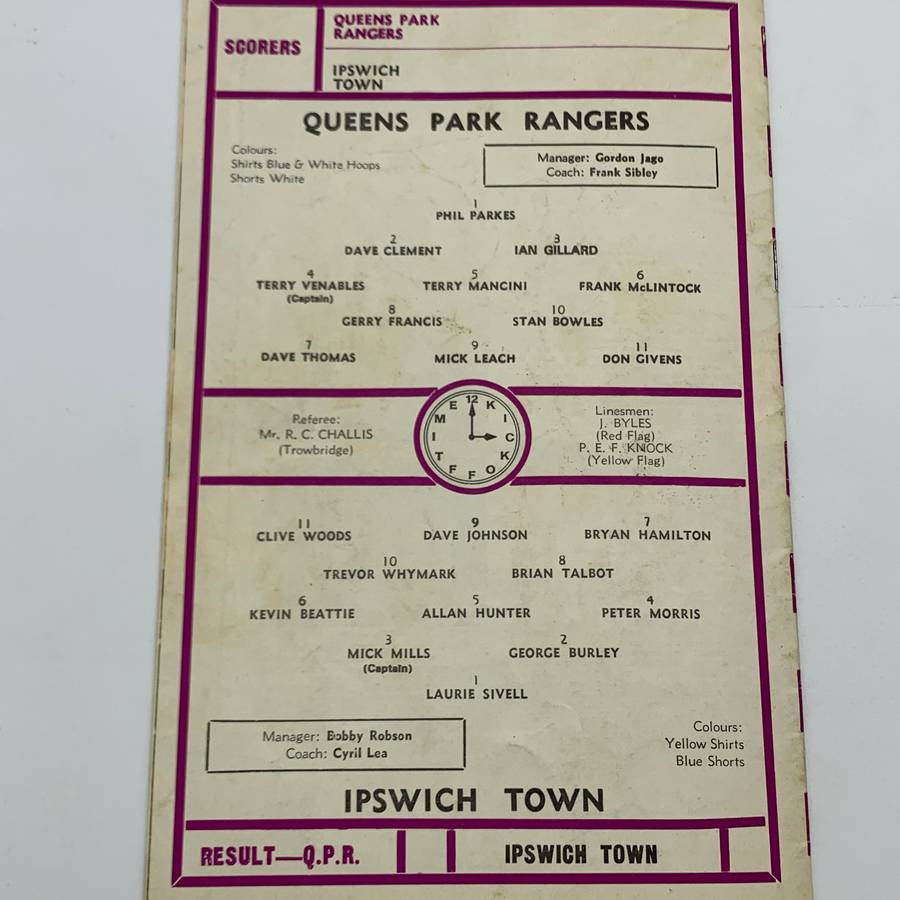 SCORERS
QUEENS PARK
RANGERS
IPSWICH
TOWN
QUEENS PARK RANGERS
Colours:
Shirts Blue & White Hoops
Shorts White
Manager: Gordon Jago
Coach: Frank Sibley
1
PHIL PARKES
2 3
DAVE CLEMENT IAN GILLARD
4 5 6
TERRY VENABLES TERRY MANCINI FRANK McLINTOCK
(Captain)
8 10
GERRY FRANCIS STAN BOWLES
7 9 11
DAVE THOMAS MICK LEACH DON GIVENS
Referee:
Mr. R. C. CHALLIS
(Trowbridge)
12
KICK OFF TIME
Linesmen:
J. BYLES
(Red Flag)
P. E. F. KNOCK
(Yellow Flag)
11 9 7
CLIVE WOODS DAVE JOHNSON BRYAN HAMILTON
10 8
TREVOR WHYMARK BRIAN TALBOT
6 5 4
KEVIN BEATTIE ALLAN HUNTER PETER MORRIS
3 2
MICK MILLS GEORGE BURLEY
(Captain)
1
LAURIE SIVELL
Manager: Bobby Robson
Coach: Cyril Lea
Colours:
Yellow Shirts
Blue Shorts
IPSWICH TOWN
RESULT—Q.P.R. IPSWICH TOWN